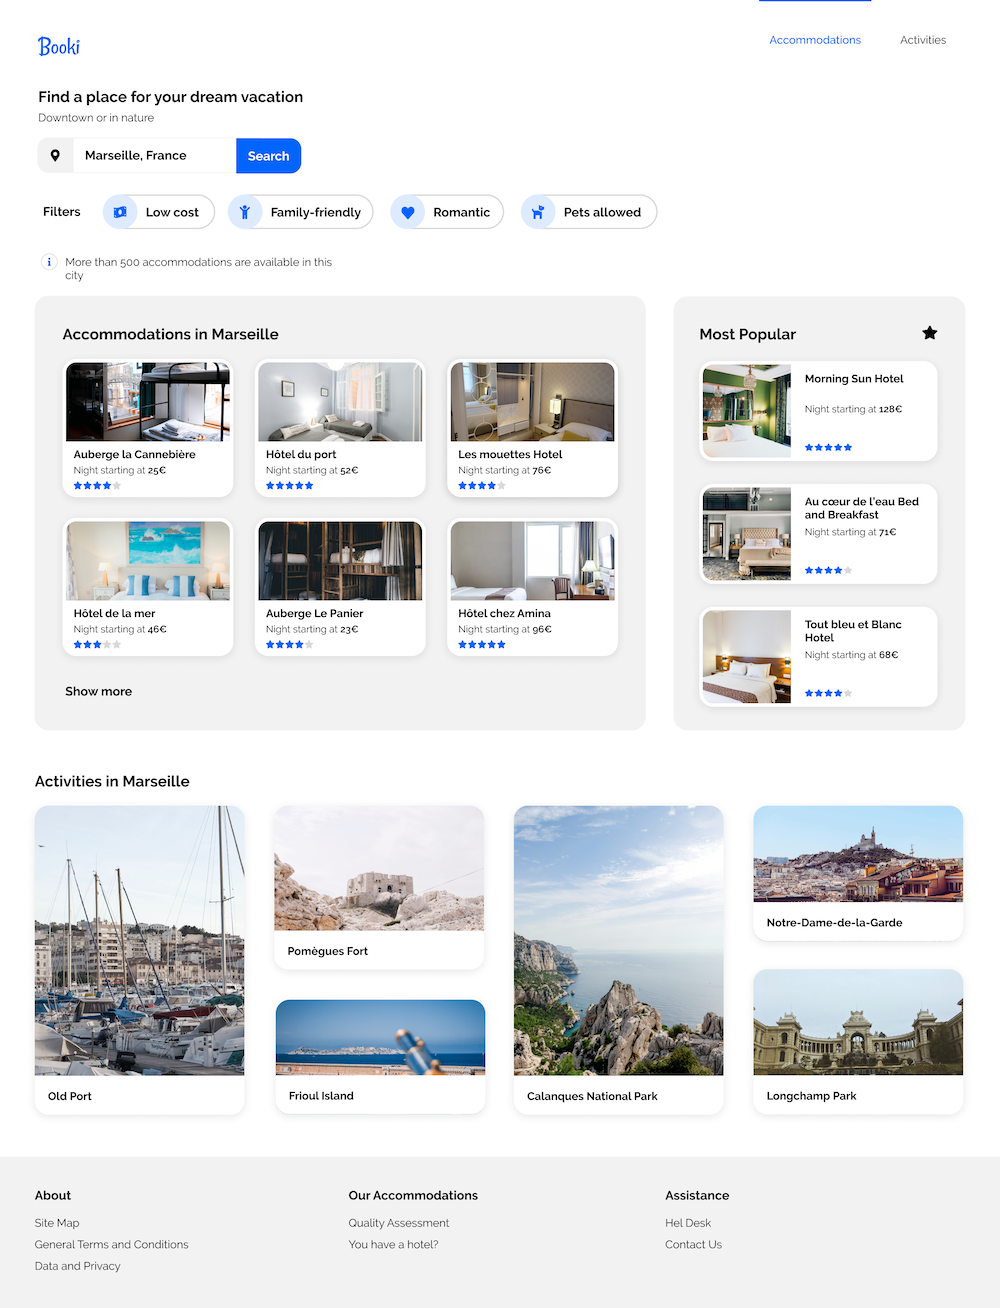 Booki
Accommodations
Activities
Find a place for your dream vacation
Downtown or in nature
Marseille, France
Search
Filters
Low cost
Family-friendly
Romantic
Pets allowed
More than 500 accommodations are available in this
city
Accommodations in Marseille
Auberge la Cannebière
Night starting at 25€
Hôtel du port
Night starting at 52€
Les mouettes Hotel
Night starting at 76€
Hôtel de la mer
Night starting at 46€
Auberge Le Panier
Night starting at 23€
Hôtel chez Amina
Night starting at 96€
Show more
Most Popular
Morning Sun Hotel
Night starting at 128€
Au cœur de l'eau Bed
and Breakfast
Night starting at 71€
Tout bleu et Blanc
Hotel
Night starting at 68€
Activities in Marseille
Old Port
Pomègues Fort
Frioul Island
Calanques National Park
Notre-Dame-de-la-Garde
Longchamp Park
About
Site Map
General Terms and Conditions
Data and Privacy
Our Accommodations
Quality Assessment
You have a hotel?
Assistance
Hel Desk
Contact Us